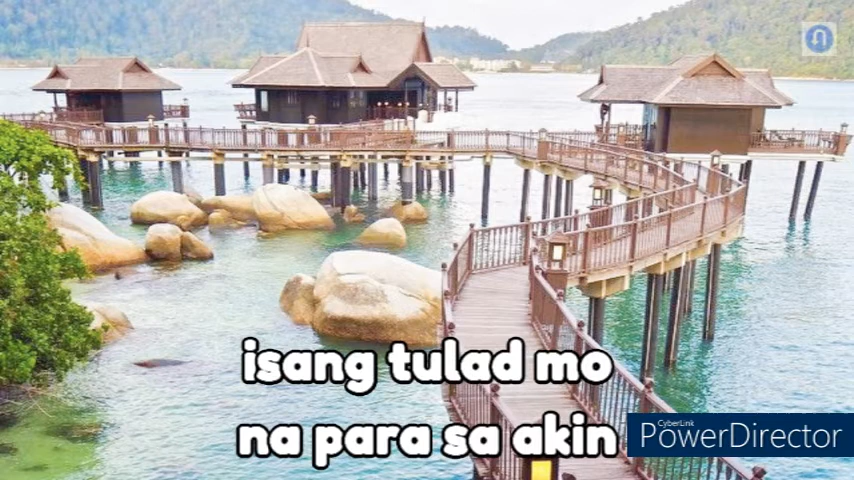 isang tulad mo
na para sa akin
CyberLink
PowerDirector